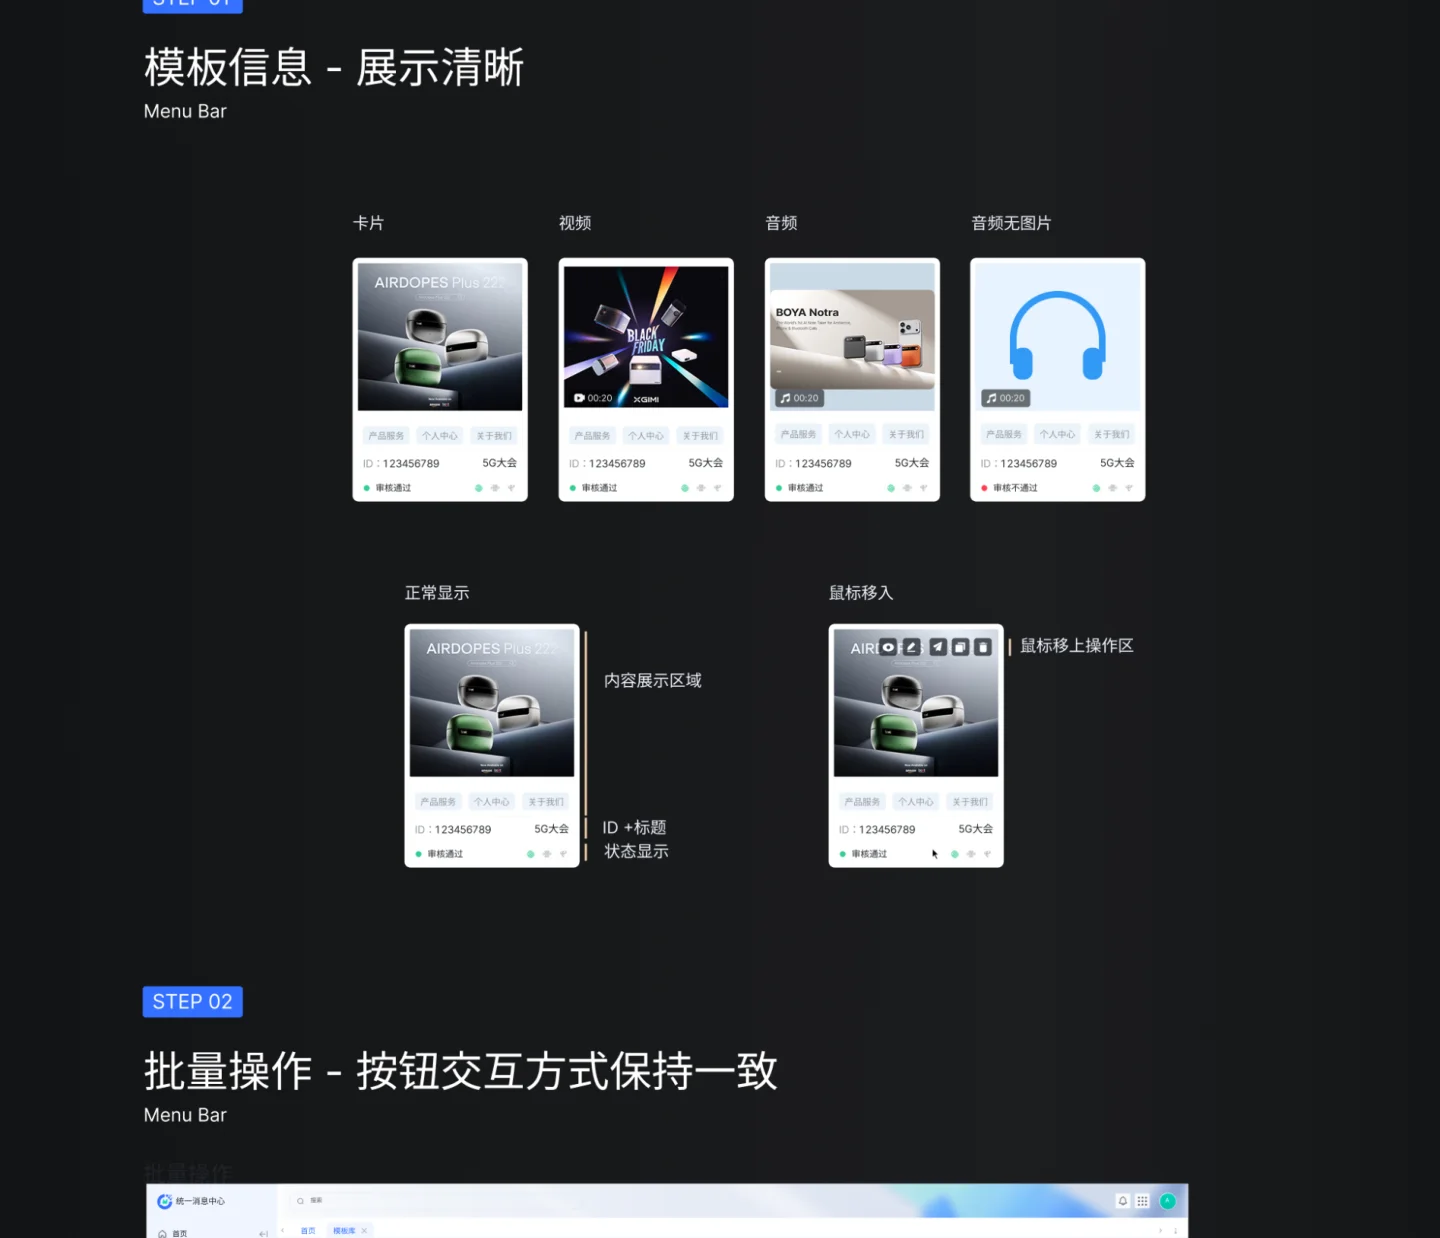 STEP 01
模板信息 - 展示清晰
Menu Bar
卡片
视频
音频
音频无图片
AIRDOPES Plus 222
BLACK
FRIDAY
00:20
XGIMI
BOYA Notra
00:20
00:20
产品服务 个人中心 关于我们
ID：123456789 5G大会
审核通过
产品服务 个人中心 关于我们
ID：123456789 5G大会
审核通过
产品服务 个人中心 关于我们
ID：123456789 5G大会
审核通过
产品服务 个人中心 关于我们
ID：123456789 5G大会
审核不通过
正常显示
AIRDOPES Plus 222
内容展示区域
产品服务 个人中心 关于我们
ID：123456789 5G大会
ID +标题
审核通过
状态显示
鼠标移入
AIRD
鼠标移上操作区
产品服务 个人中心 关于我们
ID：123456789 5G大会
审核通过
STEP 02
批量操作 - 按钮交互方式保持一致
Menu Bar
批量操作
统一消息中心
搜索
A
首页
首页
模板库